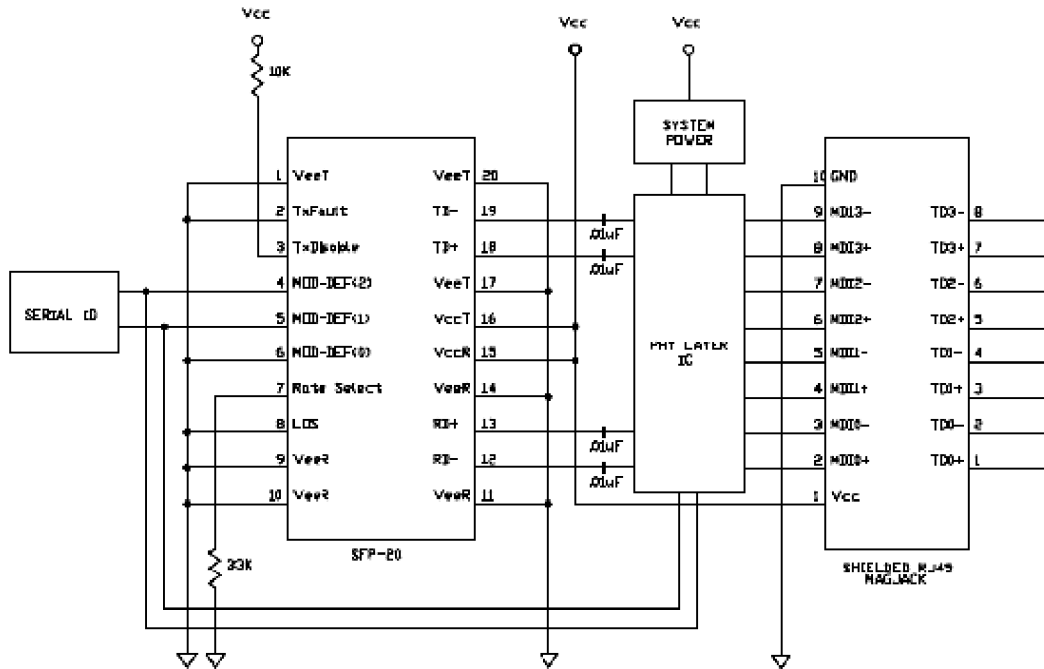 Vcc
10K
Vcc
Vcc
SYSTEM
POWER
SERIAL ID
1 VeeT
2 TxFault
3 TxDisable
4 MOD-DEF(2)
5 MOD-DEF(1)
6 MOD-DEF(0)
7 Rate Select
8 LOS
9 VeeR
10 VeeR
VeeT 20
TD- 19
TD+ 18
VeeT 17
VccT 16
VccR 15
VeeR 14
RD+ 13
RD- 12
VeeR 11
SFP-20
33K
.01uF
.01uF
.01uF
.01uF
PHY LAYER
IC
10 GND
9 MDI3-
8 MDI3+
7 MDI2-
6 MDI2+
5 MDI1-
4 MDI1+
3 MDI0-
2 MDI0+
1 Vcc
TD3- 8
TD3+ 7
TD2- 6
TD2+ 5
TD1- 4
TD1+ 3
TD0- 2
TD0+ 1
SHIELDED RJ45
MAGJACK